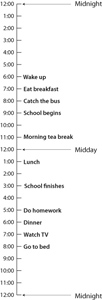 12:00 Midnight
1:00
2:00
3:00
4:00
5:00
6:00 Wake up
7:00 Eat breakfast
8:00 Catch the bus
9:00 School begins
10:00
11:00 Morning tea break
12:00 Midday
1:00 Lunch
2:00
3:00 School finishes
4:00
5:00 Do homework
6:00 Dinner
7:00 Watch TV
8:00 Go to bed
9:00
10:00
11:00
12:00 Midnight